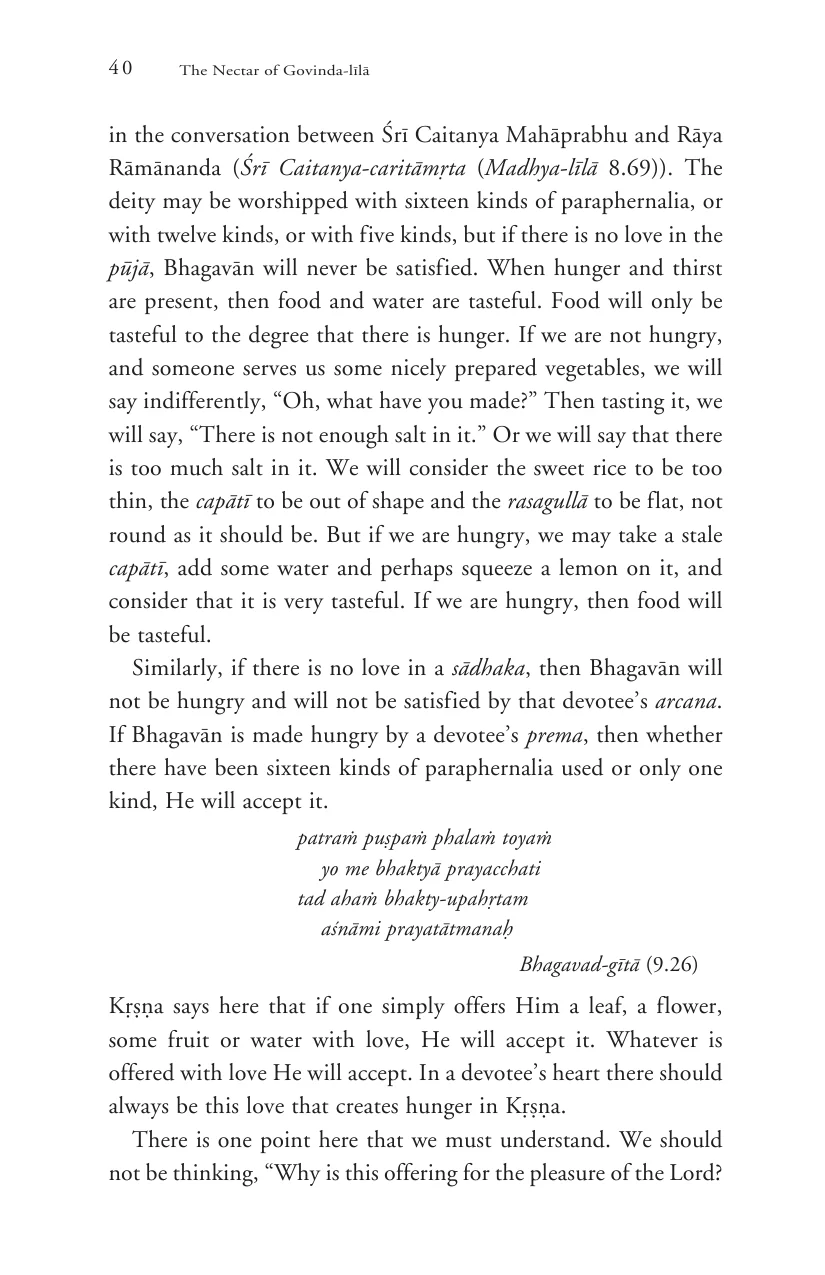 40 The Nectar of Govinda-līlā
in the conversation between Śrī Caitanya Mahāprabhu and Rāya
Rāmānanda (Śrī Caitanya-caritāmṛta (Madhya-līlā 8.69)). The
deity may be worshipped with sixteen kinds of paraphernalia, or
with twelve kinds, or with five kinds, but if there is no love in the
pūjā, Bhagavān will never be satisfied. When hunger and thirst
are present, then food and water are tasteful. Food will only be
tasteful to the degree that there is hunger. If we are not hungry,
and someone serves us some nicely prepared vegetables, we will
say indifferently, “Oh, what have you made?” Then tasting it, we
will say, “There is not enough salt in it.” Or we will say that there
is too much salt in it. We will consider the sweet rice to be too
thin, the capātī to be out of shape and the rasagullā to be flat, not
round as it should be. But if we are hungry, we may take a stale
capātī, add some water and perhaps squeeze a lemon on it, and
consider that it is very tasteful. If we are hungry, then food will
be tasteful.
Similarly, if there is no love in a sādhaka, then Bhagavān will
not be hungry and will not be satisfied by that devotee’s arcana.
If Bhagavān is made hungry by a devotee’s prema, then whether
there have been sixteen kinds of paraphernalia used or only one
kind, He will accept it.
patraṁ puṣpaṁ phalaṁ toyaṁ
yo me bhaktyā prayacchati
tad ahaṁ bhakty-upahṛtam
aśnāmi prayatātmanaḥ
Bhagavad-gītā (9.26)
Kṛṣṇa says here that if one simply offers Him a leaf, a flower,
some fruit or water with love, He will accept it. Whatever is
offered with love He will accept. In a devotee’s heart there should
always be this love that creates hunger in Kṛṣṇa.
There is one point here that we must understand. We should
not be thinking, “Why is this offering for the pleasure of the Lord?